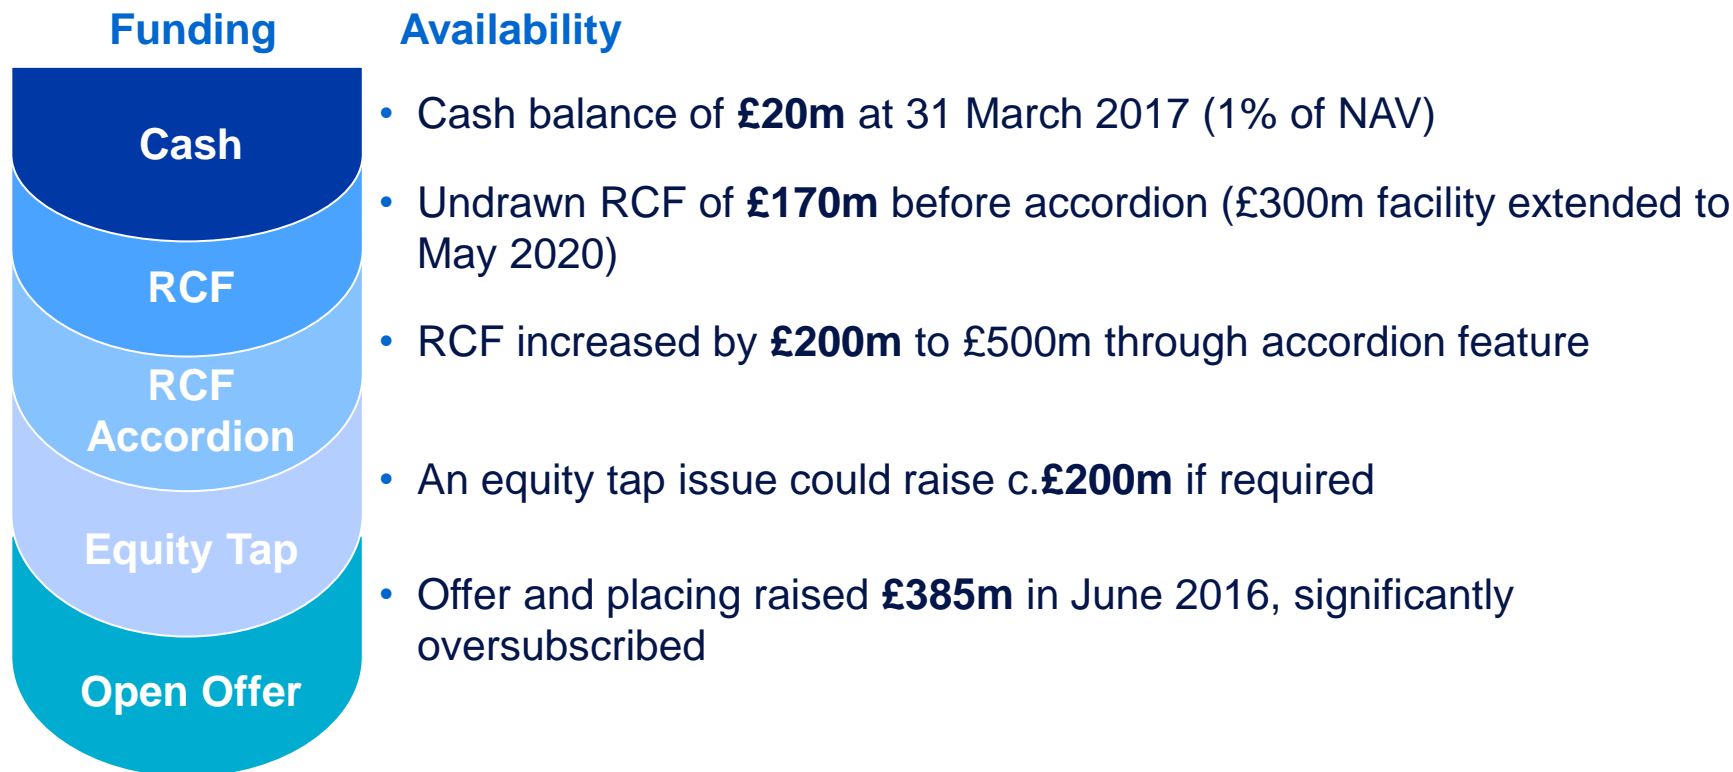 Funding
Availability
Cash
• Cash balance of £20m at 31 March 2017 (1% of NAV)
RCF
• Undrawn RCF of £170m before accordion (£300m facility extended to
May 2020)
RCF
Accordion
• RCF increased by £200m to £500m through accordion feature
Equity Tap
• An equity tap issue could raise c.£200m if required
Open Offer
• Offer and placing raised £385m in June 2016, significantly
oversubscribed